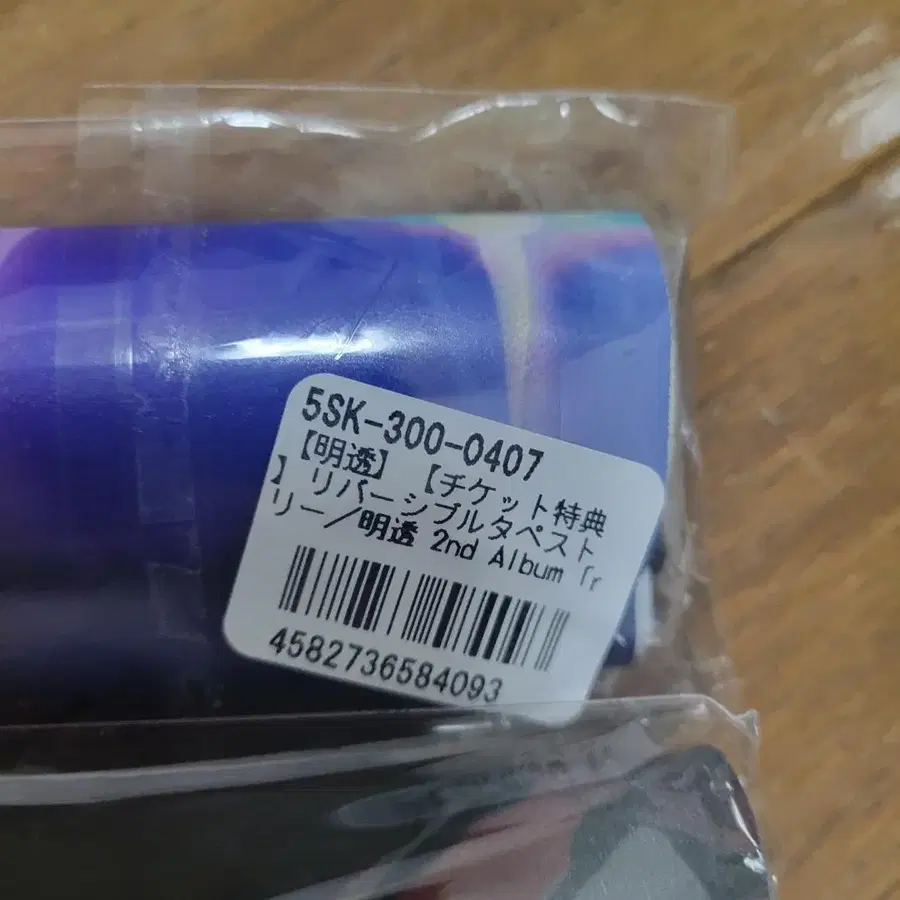 5SK-300-0407
【明透】 【チケット特典
】 リバーシブルタペスト
リー／明透 2nd Album「r
4582736584093